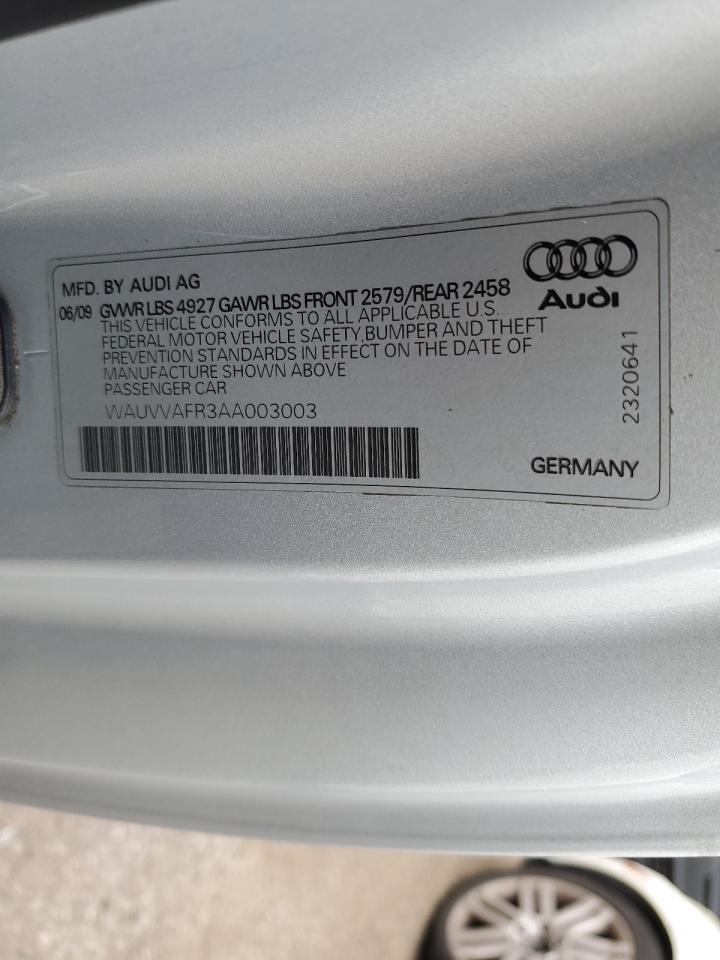 MFD. BY AUDI AG
06/09 GVWR LBS 4927 GAWR LBS FRONT 2579/REAR 2458
THIS VEHICLE CONFORMS TO ALL APPLICABLE U.S.
FEDERAL MOTOR VEHICLE SAFETY,BUMPER AND THEFT
PREVENTION STANDARDS IN EFFECT ON THE DATE OF
MANUFACTURE SHOWN ABOVE
PASSENGER CAR
WAUVVAFR3AA003003
Audi
2320641
GERMANY